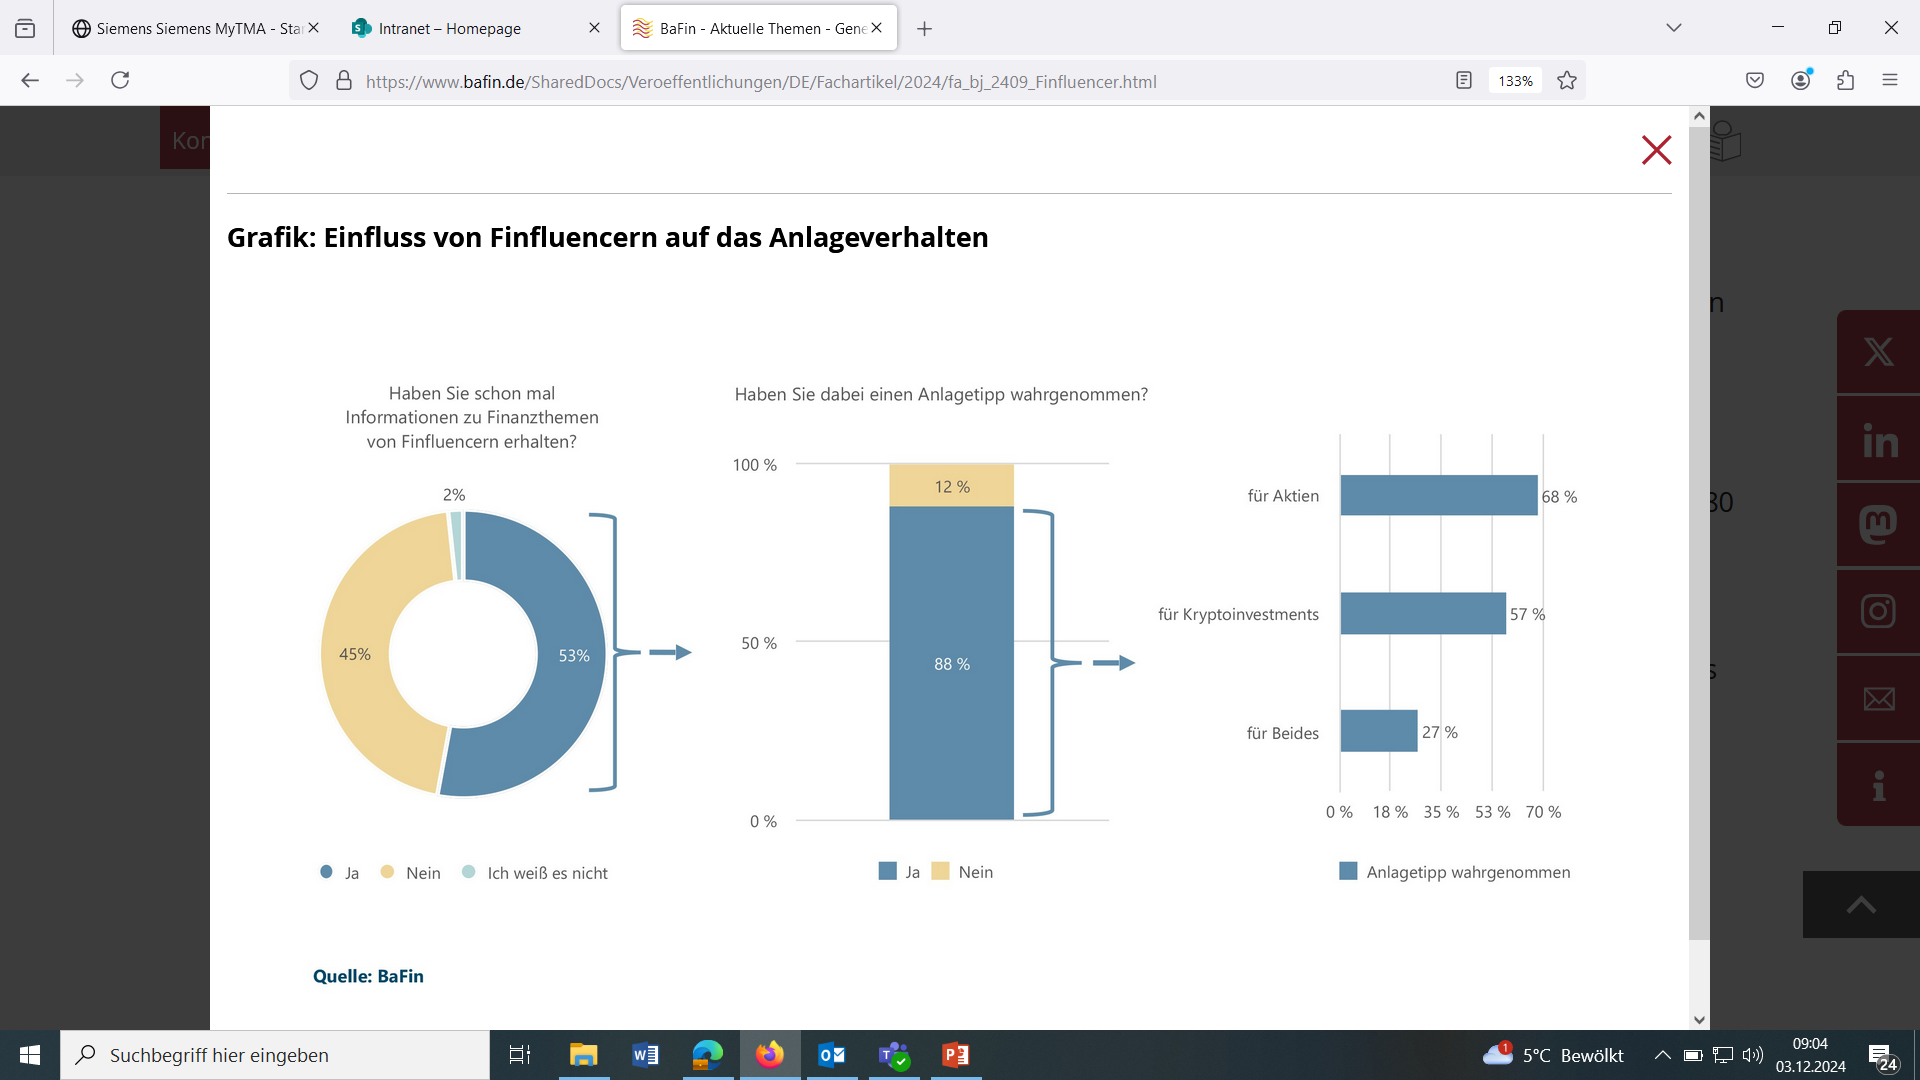 Siemens Siemens MyTMA - Star
Intranet – Homepage
BaFin - Aktuelle Themen - Gene
https://www.bafin.de/SharedDocs/Veroeffentlichungen/DE/Fachartikel/2024/fa_bj_2409_Finfluencer.html
133%
Kon
Grafik: Einfluss von Finfluencern auf das Anlageverhalten
n
30
s
Haben Sie schon mal
Informationen zu Finanzthemen
von Finfluencern erhalten?
2%
45%
53%
Ja
Nein
Ich weiß es nicht
Haben Sie dabei einen Anlagetipp wahrgenommen?
100 %
50 %
0 %
12 %
88 %
Ja
Nein
für Aktien
68 %
für Kryptoinvestments
57 %
für Beides
27 %
0 %
18 %
35 %
53 %
70 %
Anlagetipp wahrgenommen
Quelle: BaFin
Suchbegriff hier eingeben
1
5°C Bewölkt
09:04
03.12.2024
24